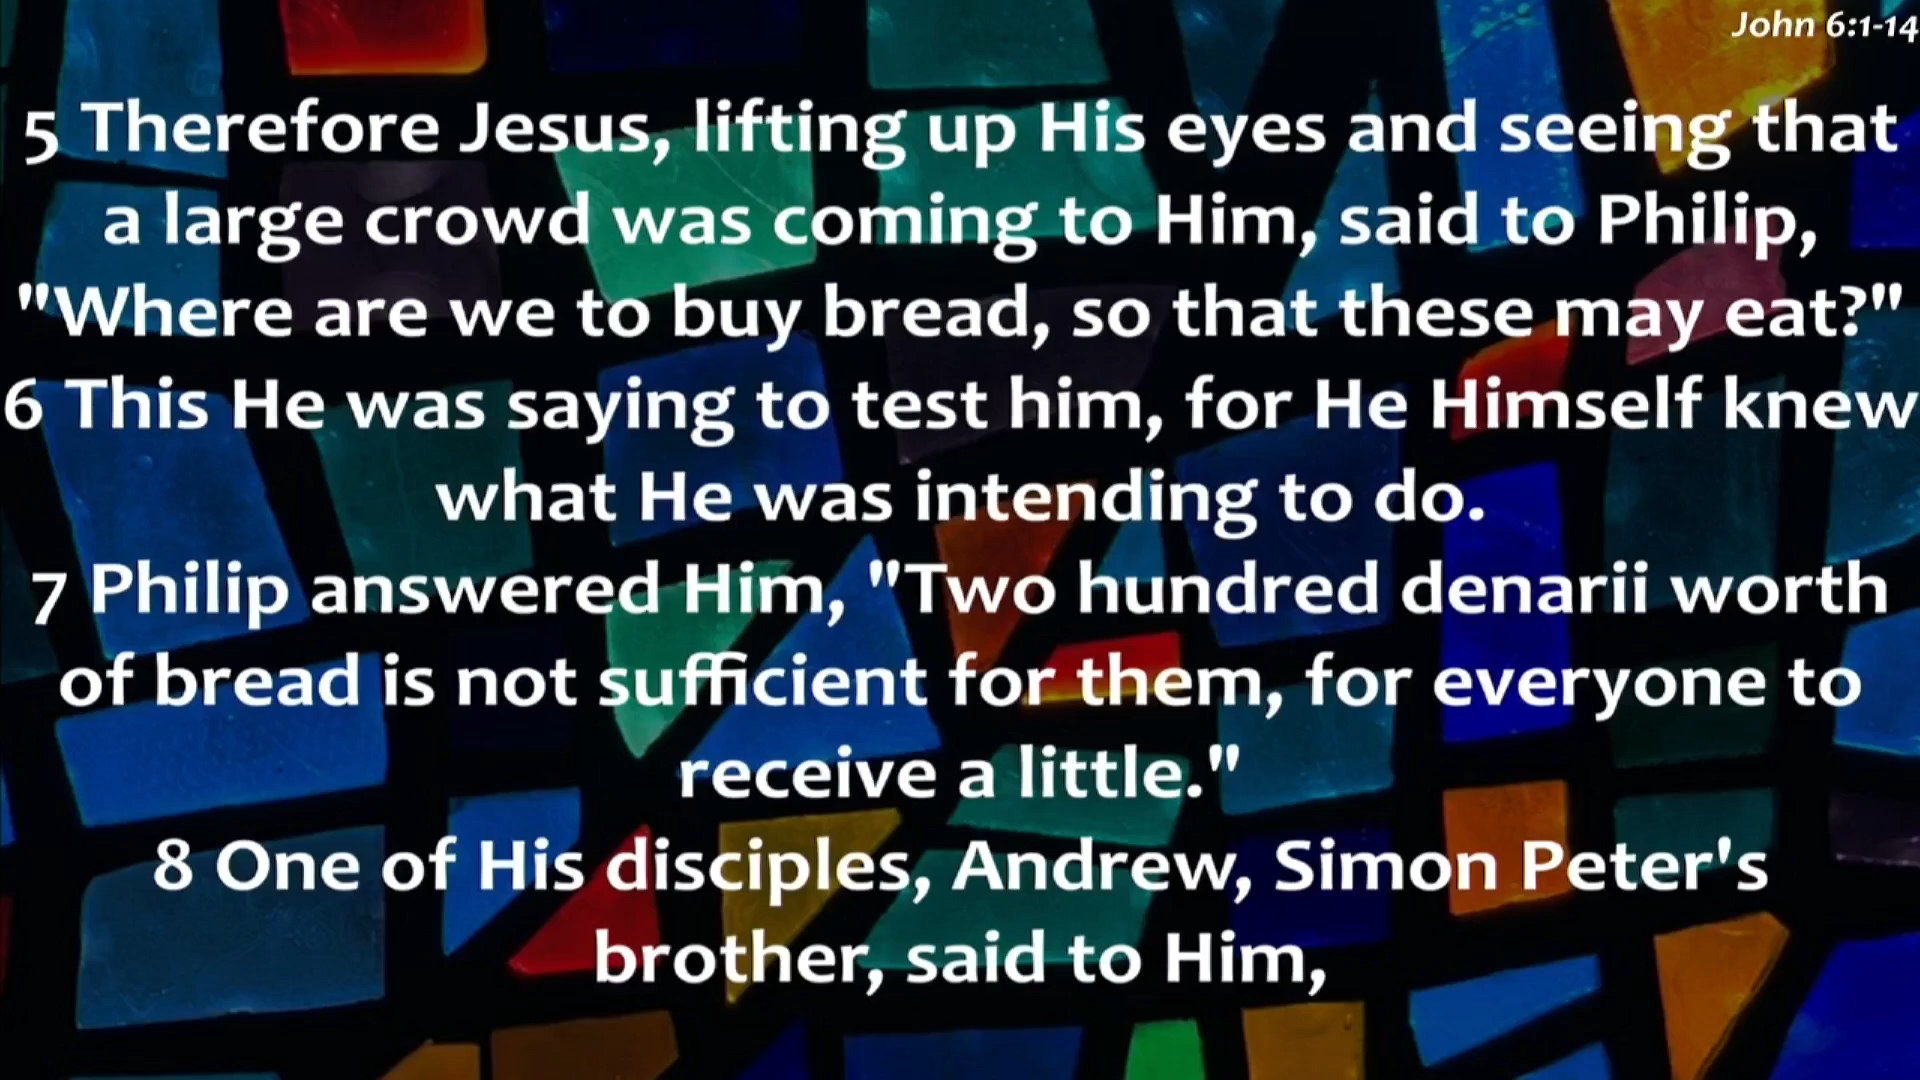 John 6:1-14
5 Therefore Jesus, lifting up His eyes and seeing that
a large crowd was coming to Him, said to Philip,
"Where are we to buy bread, so that these may eat?"
6 This He was saying to test him, for He Himself knew
what He was intending to do.
7 Philip answered Him, "Two hundred denarii worth
of bread is not sufficient for them, for everyone to
receive a little."
8 One of His disciples, Andrew, Simon Peter's
brother, said to Him,